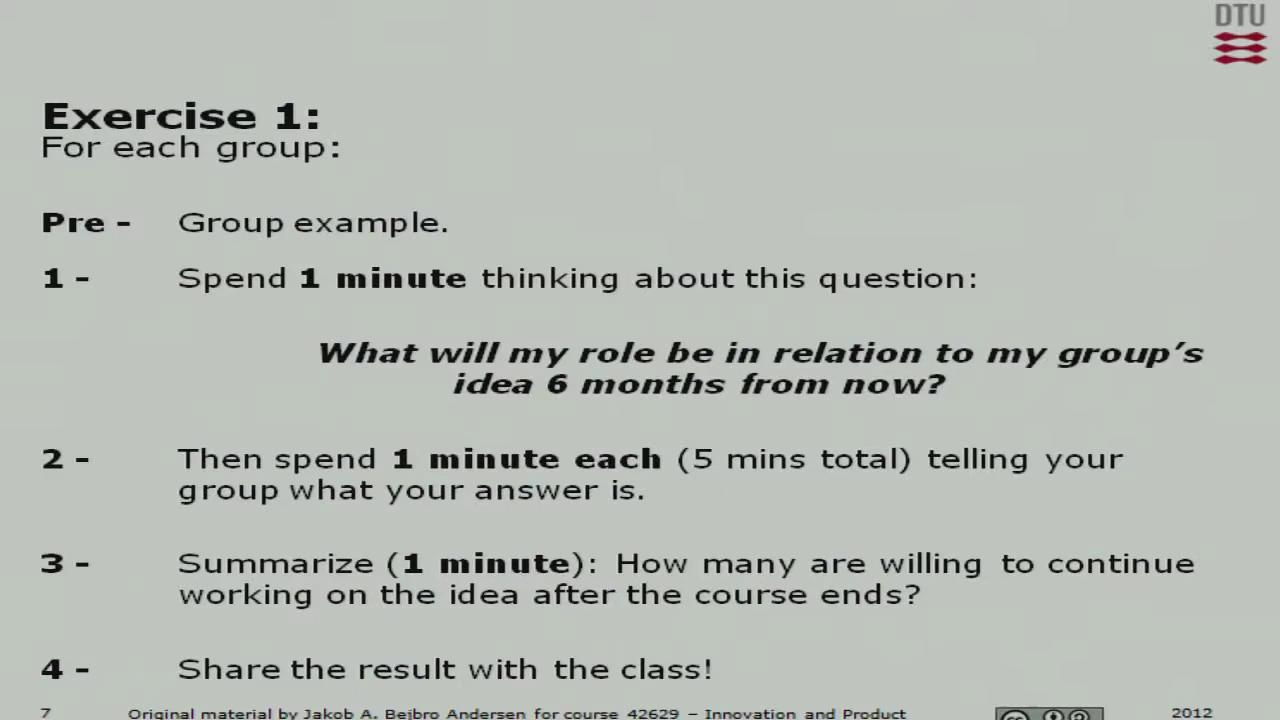 DTU
Exercise 1:
For each group:
Pre - Group example.
1 - Spend 1 minute thinking about this question:
What will my role be in relation to my group’s
idea 6 months from now?
2 - Then spend 1 minute each (5 mins total) telling your
group what your answer is.
3 - Summarize (1 minute): How many are willing to continue
working on the idea after the course ends?
4 - Share the result with the class!
7 Original material by Jakob A. Bejbro Andersen for course 42629 – Innovation and Product 2012